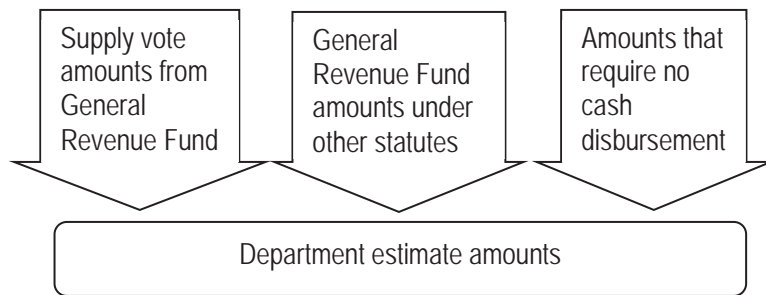 Supply vote
amounts from
General
Revenue Fund
General
Revenue Fund
amounts under
other statutes
Amounts that
require no
cash
disbursement
Department estimate amounts